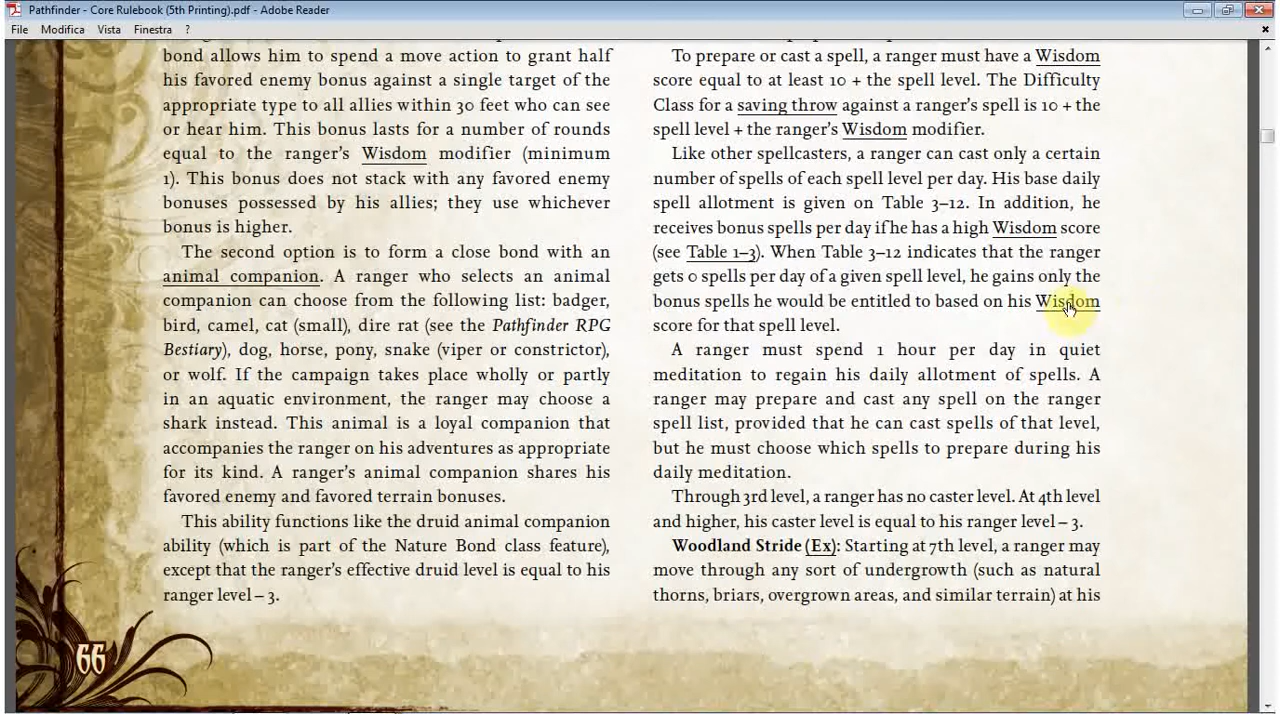 Pathfinder - Core Rulebook (5th Printing).pdf - Adobe Reader
File Modifica Vista Finestra ?
bond allows him to spend a move action to grant half
his favored enemy bonus against a single target of the
appropriate type to all allies within 30 feet who can see
or hear him. This bonus lasts for a number of rounds
equal to the ranger's Wisdom modifier (minimum
1). This bonus does not stack with any favored enemy
bonuses possessed by his allies; they use whichever
bonus is higher.
The second option is to form a close bond with an
animal companion. A ranger who selects an animal
companion can choose from the following list: badger,
bird, camel, cat (small), dire rat (see the Pathfinder RPG
Bestiary), dog, horse, pony, snake (viper or constrictor),
or wolf. If the campaign takes place wholly or partly
in an aquatic environment, the ranger may choose a
shark instead. This animal is a loyal companion that
accompanies the ranger on his adventures as appropriate
for its kind. A ranger's animal companion shares his
favored enemy and favored terrain bonuses.
This ability functions like the druid animal companion
ability (which is part of the Nature Bond class feature),
except that the ranger's effective druid level is equal to his
ranger level – 3.
To prepare or cast a spell, a ranger must have a Wisdom
score equal to at least 10 + the spell level. The Difficulty
Class for a saving throw against a ranger's spell is 10 + the
spell level + the ranger's Wisdom modifier.
Like other spellcasters, a ranger can cast only a certain
number of spells of each spell level per day. His base daily
spell allotment is given on Table 3–12. In addition, he
receives bonus spells per day if he has a high Wisdom score
(see Table 1–3). When Table 3–12 indicates that the ranger
gets 0 spells per day of a given spell level, he gains only the
bonus spells he would be entitled to based on his Wisdom
score for that spell level.
A ranger must spend 1 hour per day in quiet
meditation to regain his daily allotment of spells. A
ranger may prepare and cast any spell on the ranger
spell list, provided that he can cast spells of that level,
but he must choose which spells to prepare during his
daily meditation.
Through 3rd level, a ranger has no caster level. At 4th level
and higher, his caster level is equal to his ranger level – 3.
Woodland Stride (Ex): Starting at 7th level, a ranger may
move through any sort of undergrowth (such as natural
thorns, briars, overgrown areas, and similar terrain) at his
66